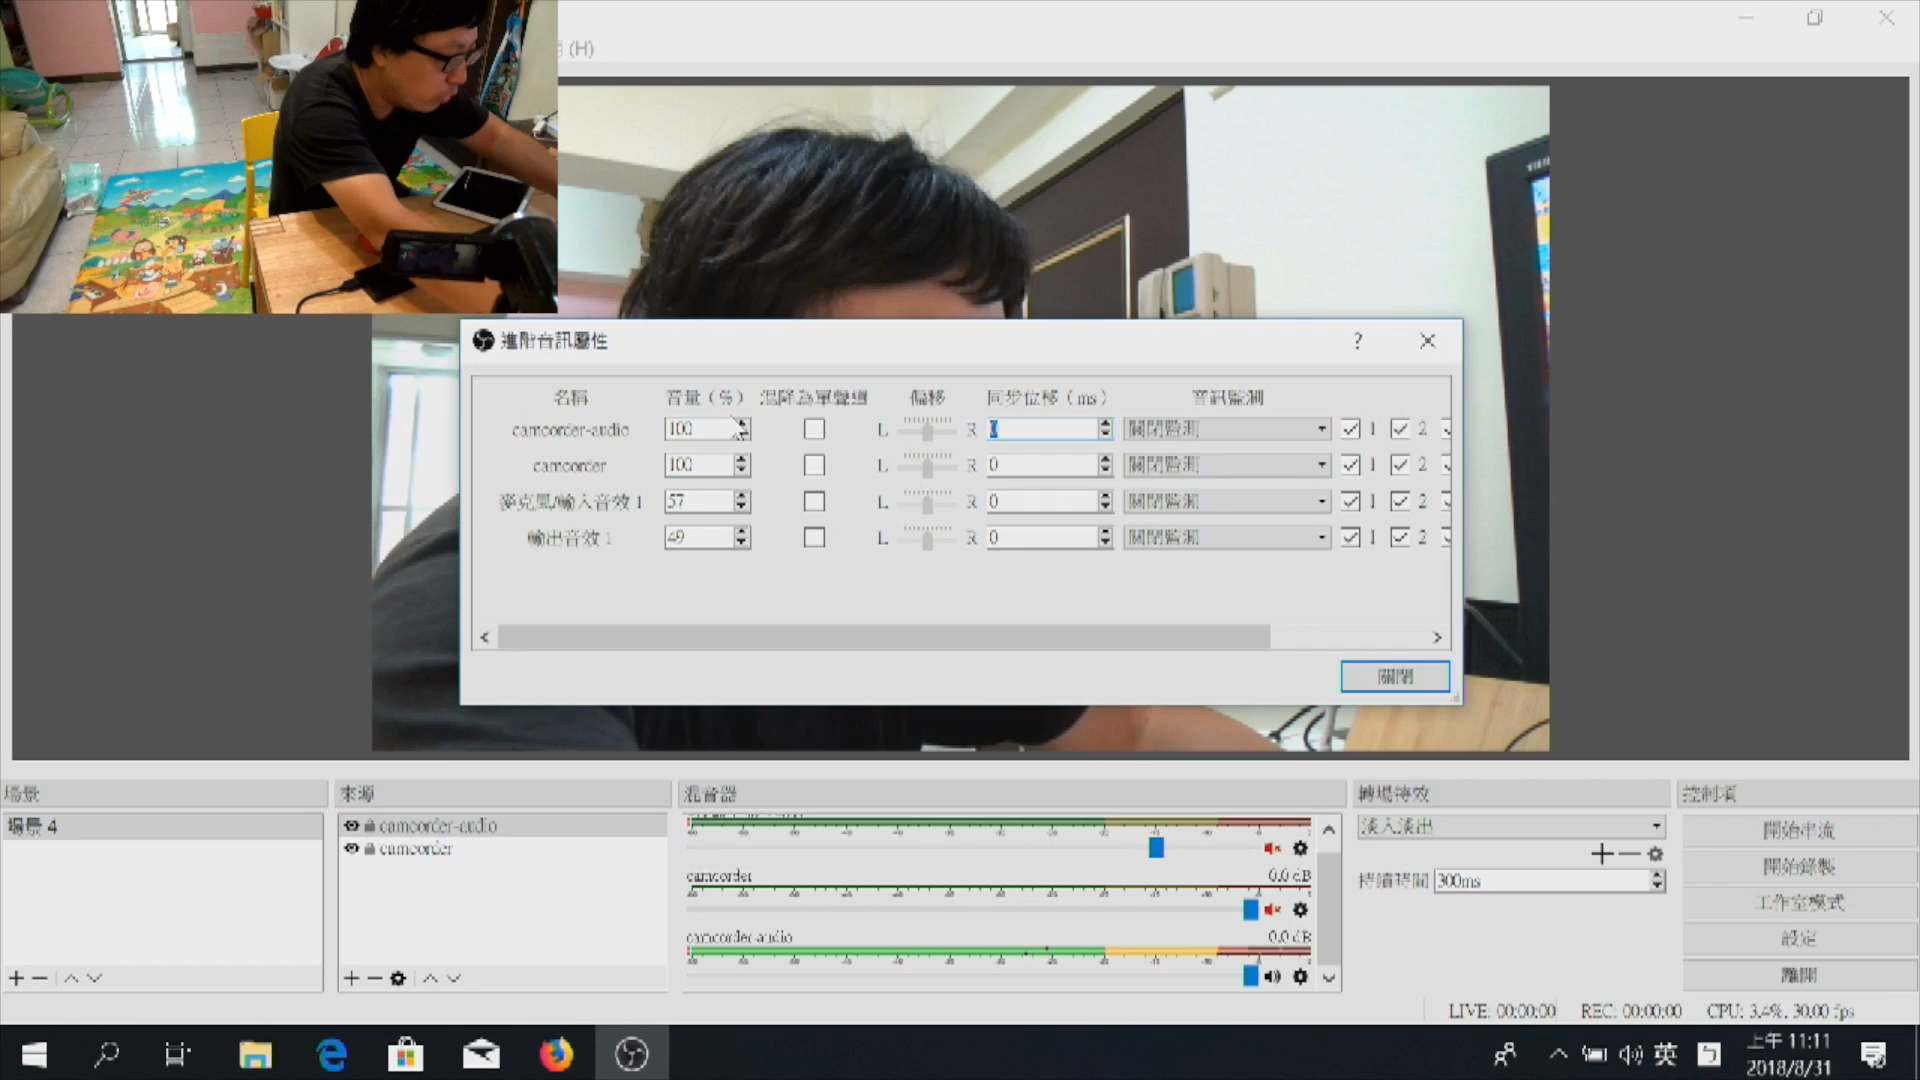 (H)
進階音訊屬性
?
名稱 音量（%） 混降為單聲道 偏移 同步位移（ms） 音訊監測
camcorder-audio 100 L R 0 關閉監測 1 2
camcorder 100 L R 0 關閉監測 1 2
麥克風/輸入音效 1 57 L R 0 關閉監測 1 2
輸出音效 1 49 L R 0 關閉監測 1 2
關閉
場景
場景 4
來源
camcorder-audio
camcorder
混音器
camcorder 0.0 dB
camcorder-audio 0.0 dB
轉場特效
淡入淡出
持續時間 300ms
控制項
開始串流
開始錄製
工作室模式
設定
離開
LIVE: 00:00:00 REC: 00:00:00 CPU: 3.4%, 30.00 fps
英
上午 11:11
2018/8/31